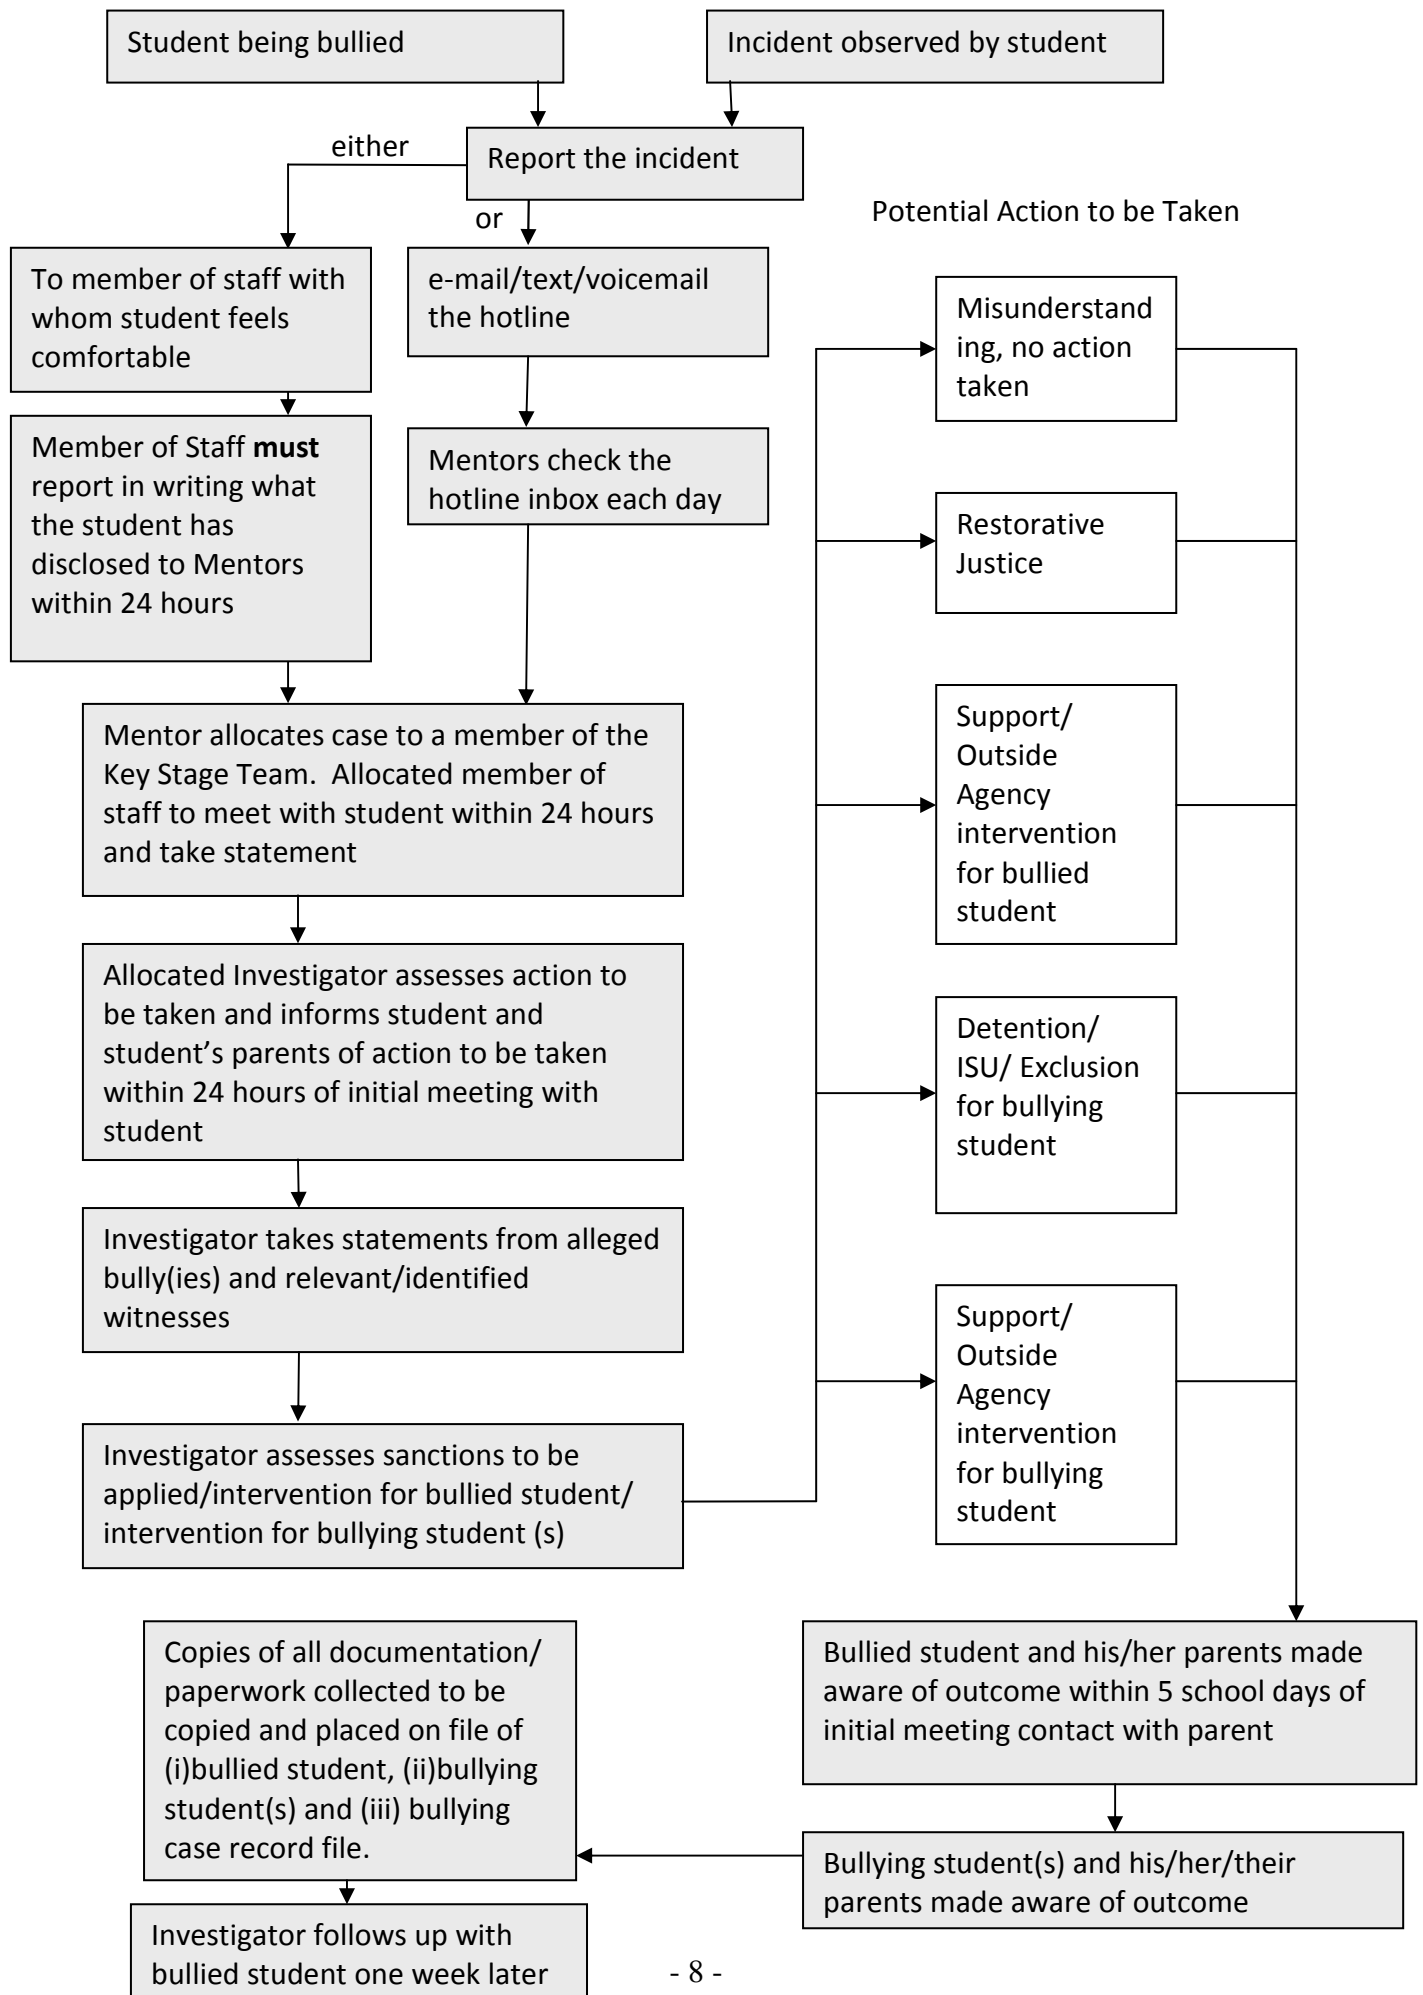 Student being bullied
Incident observed by student
either
Report the incident
or
Potential Action to be Taken
To member of staff with
whom student feels
comfortable
e-mail/text/voicemail
the hotline
Member of Staff must
report in writing what
the student has
disclosed to Mentors
within 24 hours
Mentors check the
hotline inbox each day
Mentor allocates case to a member of the
Key Stage Team.  Allocated member of
staff to meet with student within 24 hours
and take statement
Allocated Investigator assesses action to
be taken and informs student and
student’s parents of action to be taken
within 24 hours of initial meeting with
student
Investigator takes statements from alleged
bully(ies) and relevant/identified
witnesses
Investigator assesses sanctions to be
applied/intervention for bullied student/
intervention for bullying student (s)
Misunderstand
ing, no action
taken
Restorative
Justice
Support/
Outside
Agency
intervention
for bullied
student
Detention/
ISU/ Exclusion
for bullying
student
Support/
Outside
Agency
intervention
for bullying
student
Bullied student and his/her parents made
aware of outcome within 5 school days of
initial meeting contact with parent
Bullying student(s) and his/her/their
parents made aware of outcome
Copies of all documentation/
paperwork collected to be
copied and placed on file of
(i)bullied student, (ii)bullying
student(s) and (iii) bullying
case record file.
Investigator follows up with
bullied student one week later
- 8 -